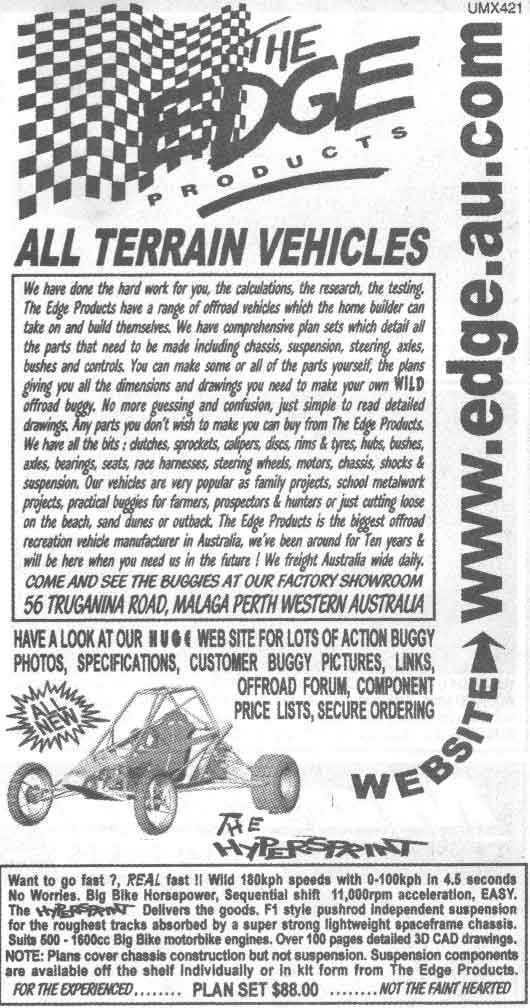 UMX421
THE
EDGE
PRODUCTS
www.edge.au.com
ALL TERRAIN VEHICLES
We have done the hard work for you, the calculations, the research, the testing.
The Edge Products have a range of offroad vehicles which the home builder can
take on and build themselves. We have comprehensive plan sets which detail all
the parts that need to be made including chassis, suspension, steering, axles,
bushes and controls. You can make some or all of the parts yourself, the plans
giving you all the dimensions and drawings you need to make your own WILD
offroad buggy. No more guessing and confusion, just simple to read detailed
drawings. Any parts you don't wish to make you can buy from The Edge Products.
We have all the bits : clutches, sprockets, calipers, discs, rims & tyres, hubs, bushes,
axles, bearings, seats, race harnesses, steering wheels, motors, chassis, shocks &
suspension. Our vehicles are very popular as family projects, school metalwork
projects, practical buggies for farmers, prospectors & hunters or just cutting loose
on the beach, sand dunes or outback. The Edge Products is the biggest offroad
recreation vehicle manufacturer in Australia, we've been around for Ten years &
will be here when you need us in the future ! We freight Australia wide daily.
COME AND SEE THE BUGGIES AT OUR FACTORY SHOWROOM
56 TRUGANINA ROAD, MALAGA PERTH WESTERN AUSTRALIA
HAVE A LOOK AT OUR HUGE WEB SITE FOR LOTS OF ACTION BUGGY
PHOTOS, SPECIFICATIONS, CUSTOMER BUGGY PICTURES, LINKS,
OFFROAD FORUM, COMPONENT
PRICE LISTS, SECURE ORDERING
ALL
NEW
WEBSITE
THE
HYPERSPRINT
Want to go fast ?, REAL fast !! Wild 180kph speeds with 0-100kph in 4.5 seconds
No Worries. Big Bike Horsepower, Sequential shift 11,000rpm acceleration, EASY.
The HYPERSPRINT Delivers the goods. F1 style pushrod independent suspension
for the roughest tracks absorbed by a super strong lightweight spaceframe chassis.
Suits 500 - 1600cc Big Bike motorbike engines. Over 100 pages detailed 3D CAD drawings.
NOTE: Plans cover chassis construction but not suspension. Suspension components
are available off the shelf individually or in kit form from The Edge Products.
FOR THE EXPERIENCED........ PLAN SET $88.00 ........NOT THE FAINT HEARTED